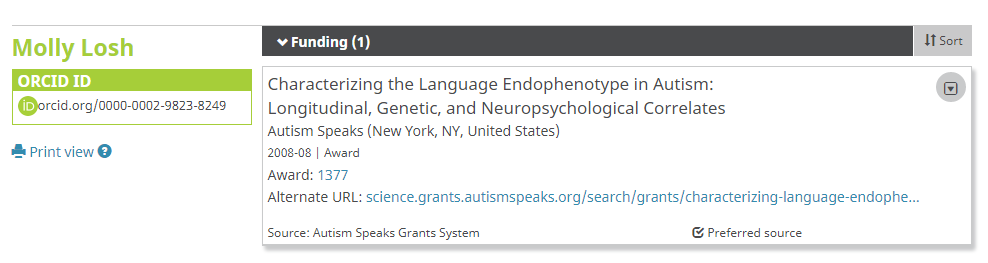 Molly Losh
ORCID ID
iD orcid.org/0000-0002-9823-8249
Print view ?
Funding (1)
Sort
Characterizing the Language Endophenotype in Autism:
Longitudinal, Genetic, and Neuropsychological Correlates
Autism Speaks (New York, NY, United States)
2008-08 | Award
Award: 1377
Alternate URL: science.grants.autismspeaks.org/search/grants/characterizing-language-endophe...
Source: Autism Speaks Grants System
Preferred source